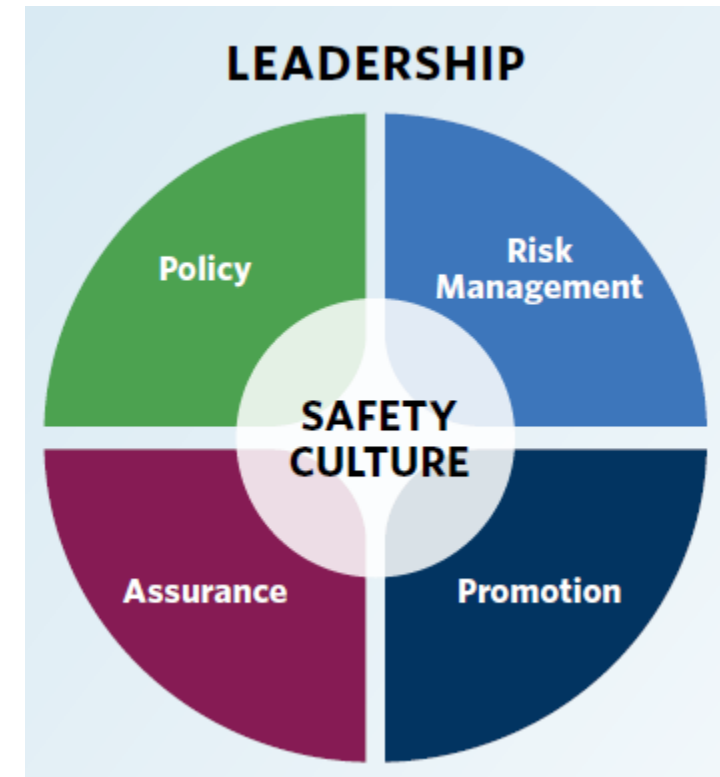 LEADERSHIP
Policy
Risk
Management
SAFETY
CULTURE
Assurance
Promotion